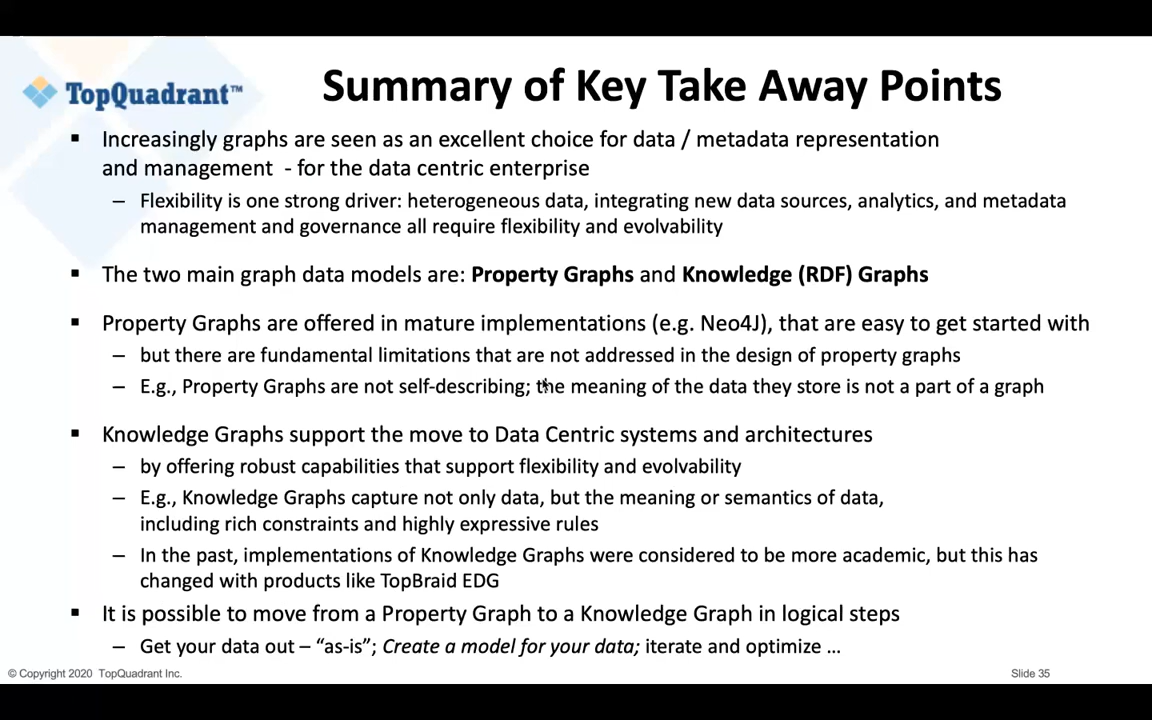 TopQuadrant™
Summary of Key Take Away Points
▪ Increasingly graphs are seen as an excellent choice for data / metadata representation
and management - for the data centric enterprise
– Flexibility is one strong driver: heterogeneous data, integrating new data sources, analytics, and metadata
management and governance all require flexibility and evolvability
▪ The two main graph data models are: Property Graphs and Knowledge (RDF) Graphs
▪ Property Graphs are offered in mature implementations (e.g. Neo4J), that are easy to get started with
– but there are fundamental limitations that are not addressed in the design of property graphs
– E.g., Property Graphs are not self-describing; the meaning of the data they store is not a part of a graph
▪ Knowledge Graphs support the move to Data Centric systems and architectures
– by offering robust capabilities that support flexibility and evolvability
– E.g., Knowledge Graphs capture not only data, but the meaning or semantics of data,
including rich constraints and highly expressive rules
– In the past, implementations of Knowledge Graphs were considered to be more academic, but this has
changed with products like TopBraid EDG
▪ It is possible to move from a Property Graph to a Knowledge Graph in logical steps
– Get your data out – “as-is”; Create a model for your data; iterate and optimize …
© Copyright 2020 TopQuadrant Inc.
Slide 35